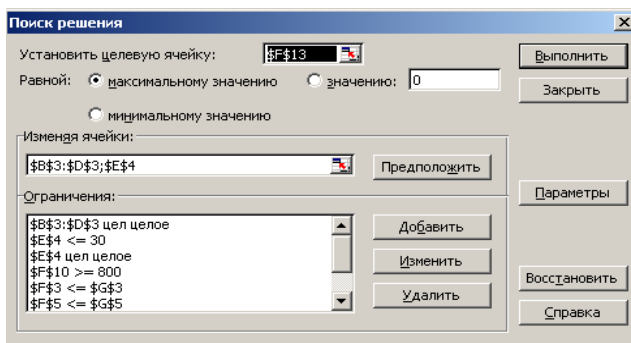 Поиск решения
Установить целевую ячейку: $F$13
Равной: максимальному значению значению: 0
минимальному значению
Изменяя ячейки:
$B$3:$D$3;$E$4
Предположить
Ограничения:
$B$3:$D$3 цел целое
$E$4 <= 30
$E$4 цел целое
$F$10 >= 800
$F$3 <= $G$3
$F$5 <= $G$5
Добавить
Изменить
Удалить
Выполнить
Закрыть
Параметры
Восстановить
Справка